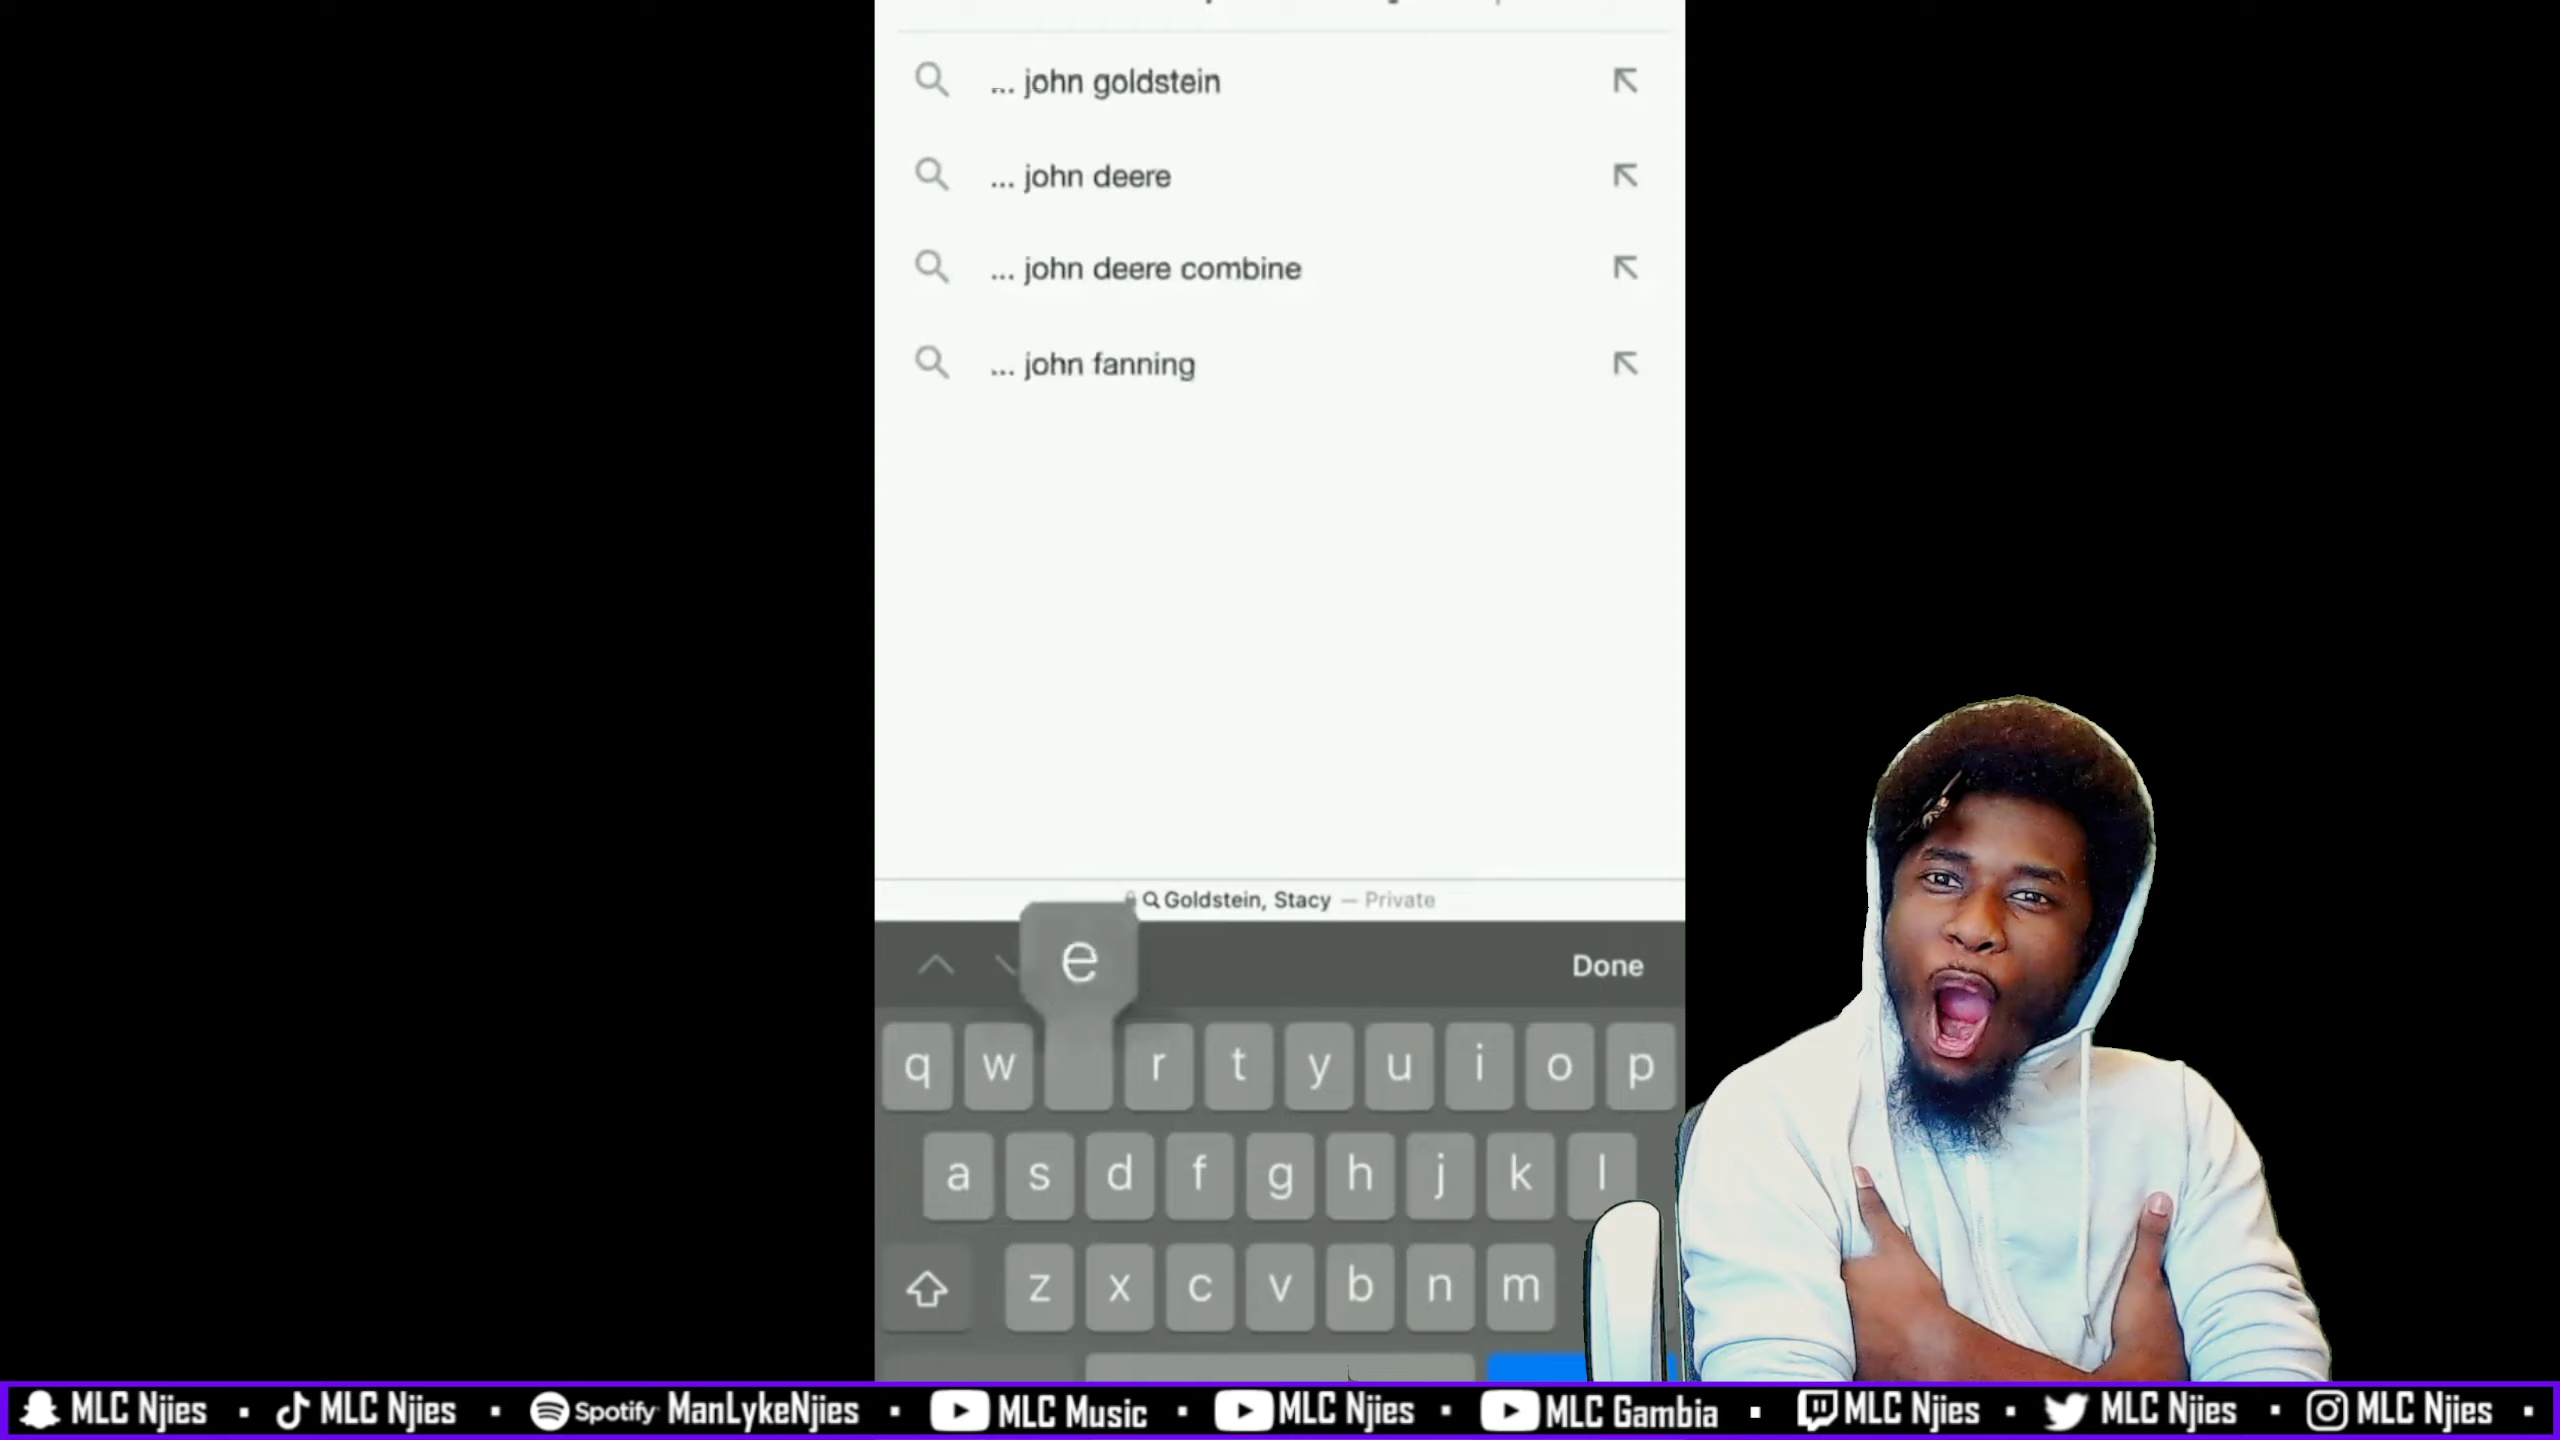 ... john goldstein
... john deere
... john deere combine
... john fanning
Goldstein, Stacy — Private
e
Done
q w r t y u i o p
a s d f g h j k l
z x c v b n m
MLC Njies · MLC Njies · Spotify ManLykeNjies · MLC Music · MLC Njies · MLC Gambia · MLC Njies · MLC Njies · MLC Njies ·